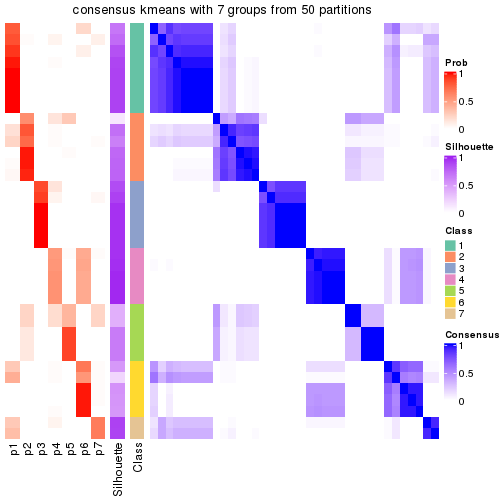 consensus kmeans with 7 groups from 50 partitions
Prob
1
0.5
0
Silhouette
1
0.5
0
Class
1
2
3
4
5
6
7
Consensus
1
0.5
0
p1 p2 p3 p4 p5 p6 p7 Silhouette Class